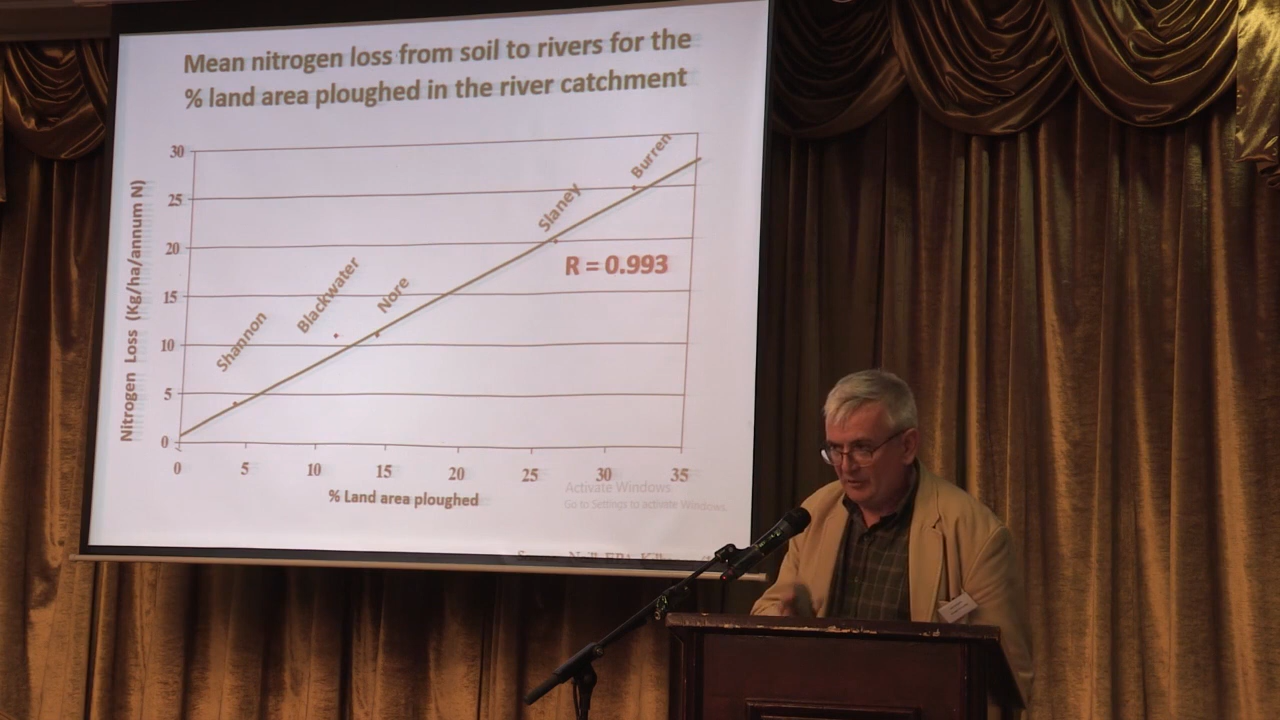 Mean nitrogen loss from soil to rivers for the
% land area ploughed in the river catchment
Nitrogen Loss (Kg/ha/annum N)
30
25
20
15
10
5
0
Shannon
Blackwater
Nore
Slaney
Burren
R = 0.993
0 5 10 15 20 25 30 35
% Land area ploughed
Activate Windows
Go to Settings to activate Windows.